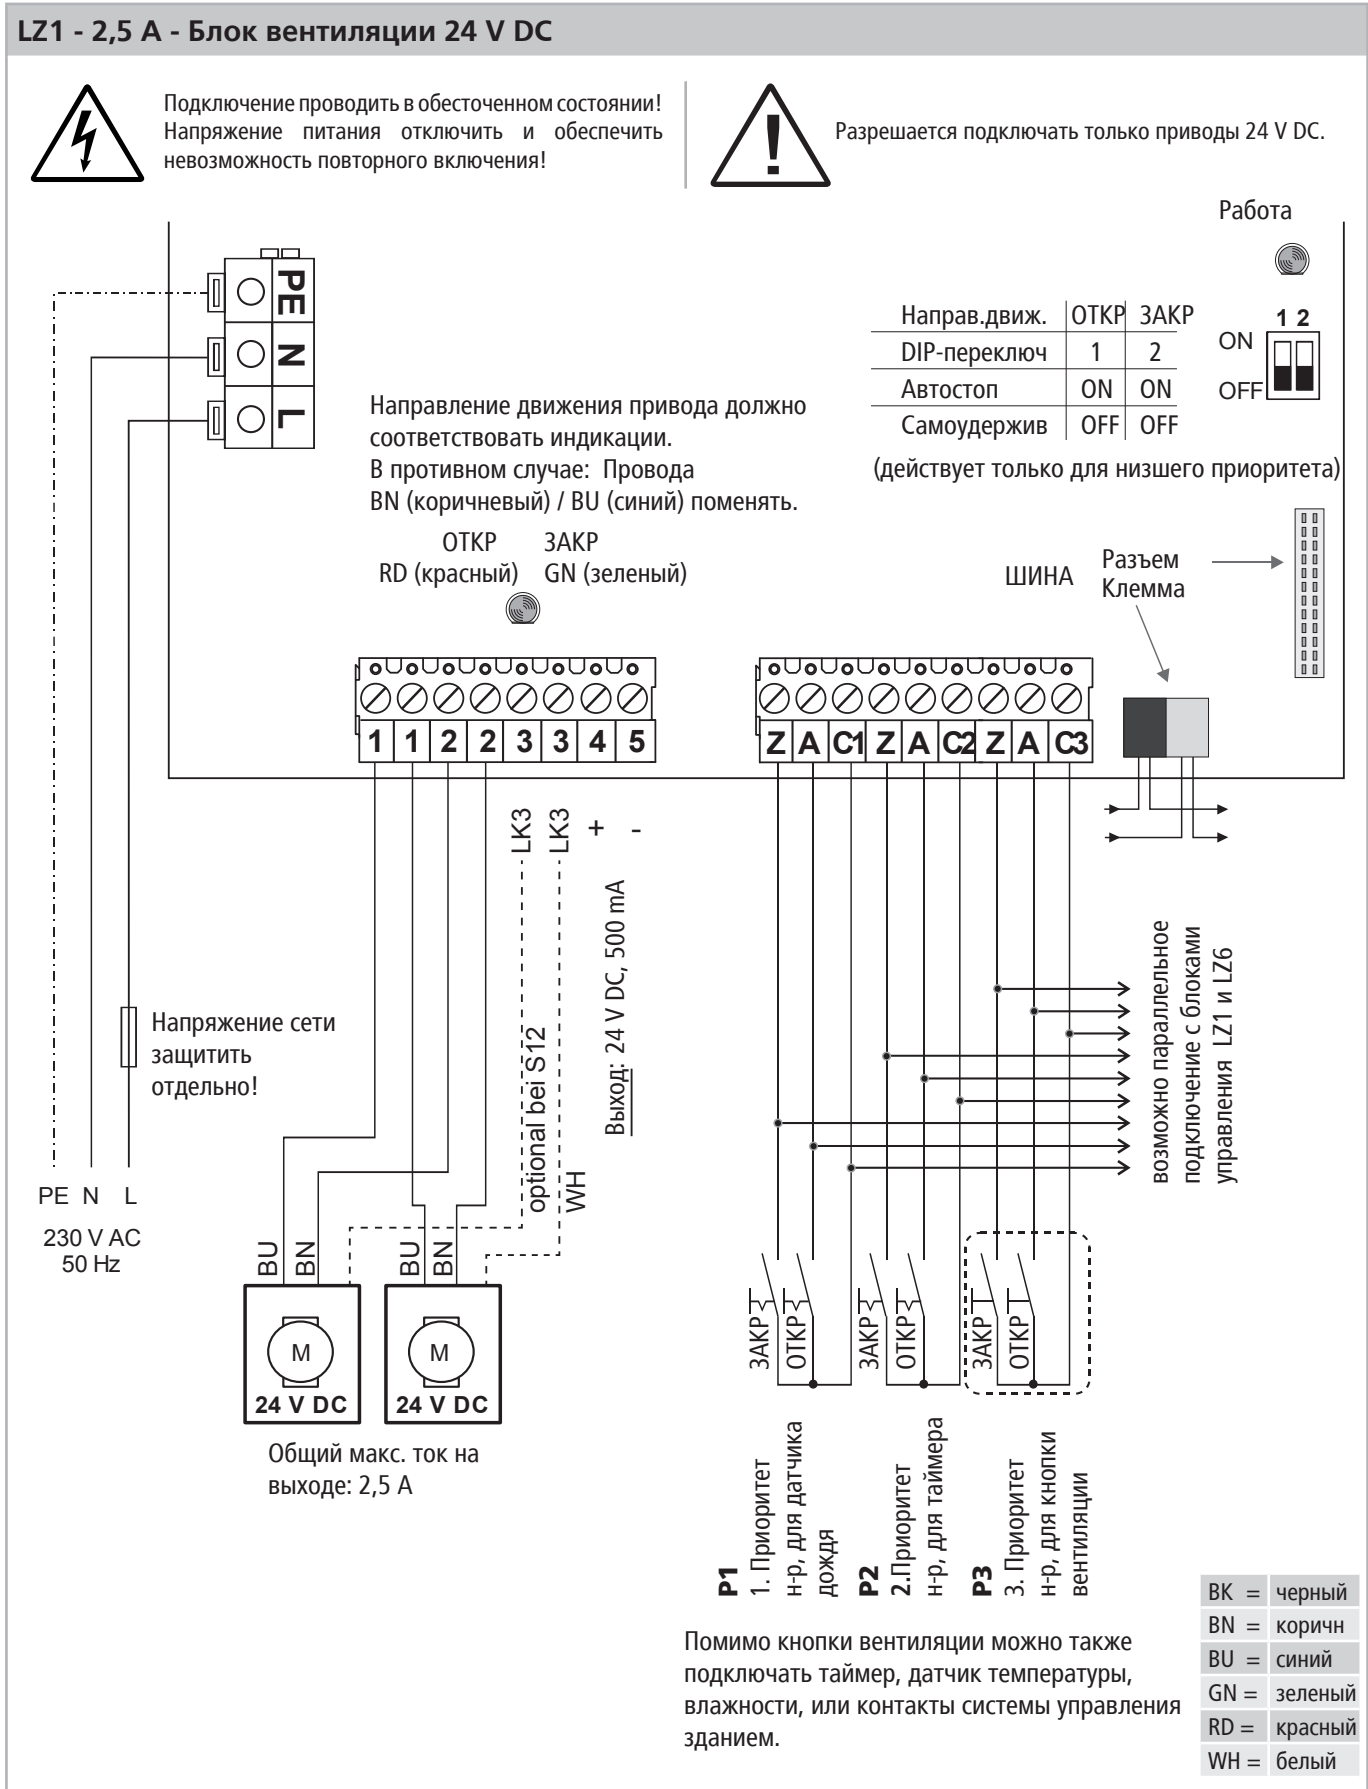 LZ1 - 2,5 A - Блок вентиляции 24 V DC
Подключение проводить в обесточенном состоянии!
Напряжение питания отключить и обеспечить
невозможность повторного включения!
Разрешается подключать только приводы 24 V DC.
Работа
PE
N
L
Направ.движ. ОТКР ЗАКР
DIP-переключ 1 2
Автостоп ON ON
Самоудержив OFF OFF
(действует только для низшего приоритета)
1 2
ON
OFF
Направление движения привода должно
соответствовать индикации.
В противном случае: Провода
BN (коричневый) / BU (синий) поменять.
ОТКР ЗАКР
RD (красный) GN (зеленый)
ШИНА
Разъем
Клемма
1 1 2 2 3 3 4 5
Z A C1 Z A C2 Z A C3
LK3 LK3 + -
optional bei S12
WH
Выход: 24 V DC, 500 mA
возможно параллельное
подключение с блоками
управления LZ1 и LZ6
Напряжение сети
защитить
отдельно!
PE N L
230 V AC
50 Hz
BU BN BU BN
M M
24 V DC 24 V DC
Общий макс. ток на
выходе: 2,5 A
ЗАКР ОТКР ЗАКР ОТКР ЗАКР ОТКР
P1
1. Приоритет
н-р, для датчика
дождя
P2
2.Приоритет
н-р, для таймера
P3
3. Приоритет
н-р, для кнопки
вентиляции
Помимо кнопки вентиляции можно также
подключать таймер, датчик температуры,
влажности, или контакты системы управления
зданием.
BK = черный
BN = коричн
BU = синий
GN = зеленый
RD = красный
WH = белый